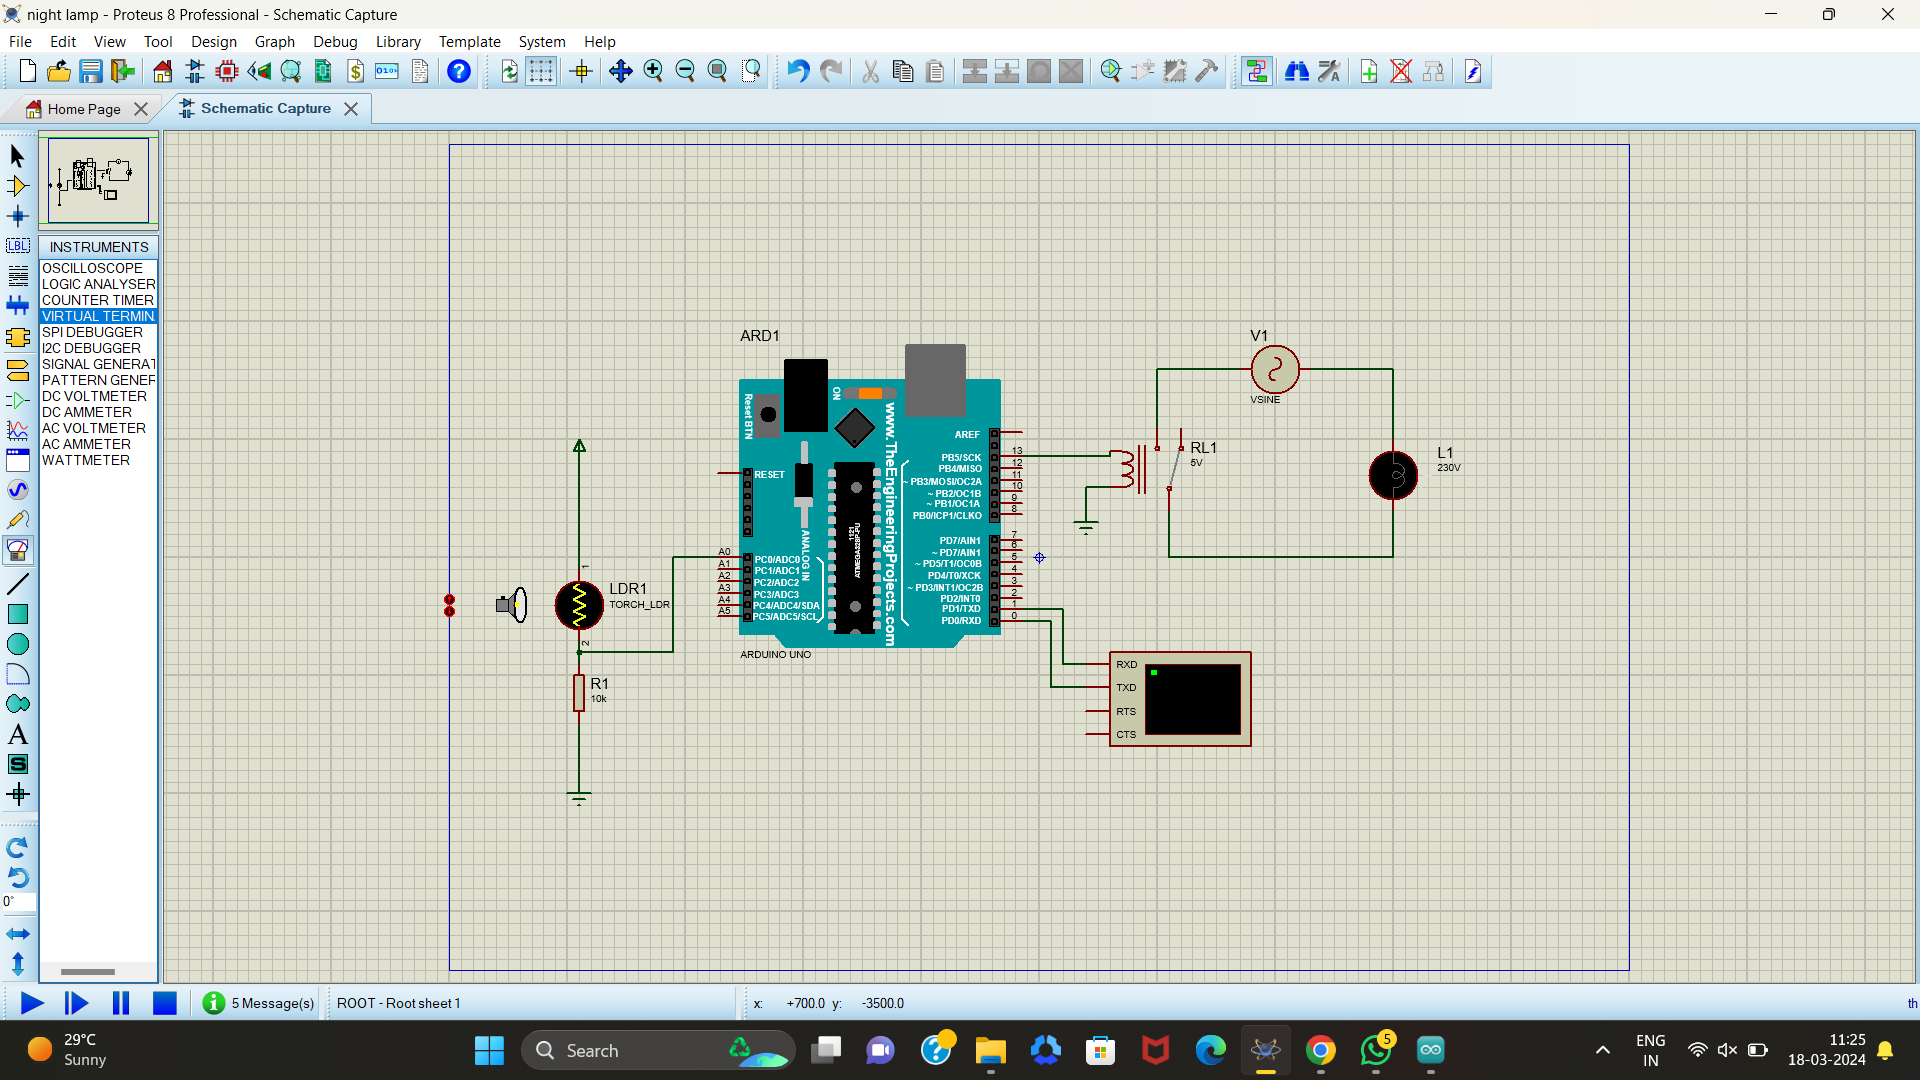 night lamp - Proteus 8 Professional - Schematic Capture
File Edit View Tool Design Graph Debug Library Template System Help
Home Page
Schematic Capture
LBL
A
S
0°
INSTRUMENTS
OSCILLOSCOPE
LOGIC ANALYSER
COUNTER TIMER
VIRTUAL TERMIN
SPI DEBUGGER
I2C DEBUGGER
SIGNAL GENERAT
PATTERN GENER
DC VOLTMETER
DC AMMETER
AC VOLTMETER
AC AMMETER
WATTMETER
ARD1
Reset BTN
ON
www.TheEngineeringProjects.com
RESET
ANALOG IN
ATMEGA328P-PU
1121
A0 PC0/ADC0
A1 PC1/ADC1
A2 PC2/ADC2
A3 PC3/ADC3
A4 PC4/ADC4/SDA
A5 PC5/ADC5/SCL
AREF
PB5/SCK 13
PB4/MISO 12
~ PB3/MOSI/OC2A 11
~ PB2/OC1B 10
~ PB1/OC1A 9
PB0/ICP1/CLKO 8
PD7/AIN1 7
~ PD7/AIN1 6
~ PD5/T1/OC0B 5
PD4/T0/XCK 4
~ PD3/INT1/OC2B 3
PD2/INT0 2
PD1/TXD 1
PD0/RXD 0
ARDUINO UNO
1
LDR1
TORCH_LDR
2
R1
10k
V1
VSINE
RL1
5V
L1
230V
RXD
TXD
RTS
CTS
5 Message(s)
ROOT - Root sheet 1
x: +700.0 y: -3500.0
th
29°C
Sunny
Search
5
ENG
IN
11:25
18-03-2024